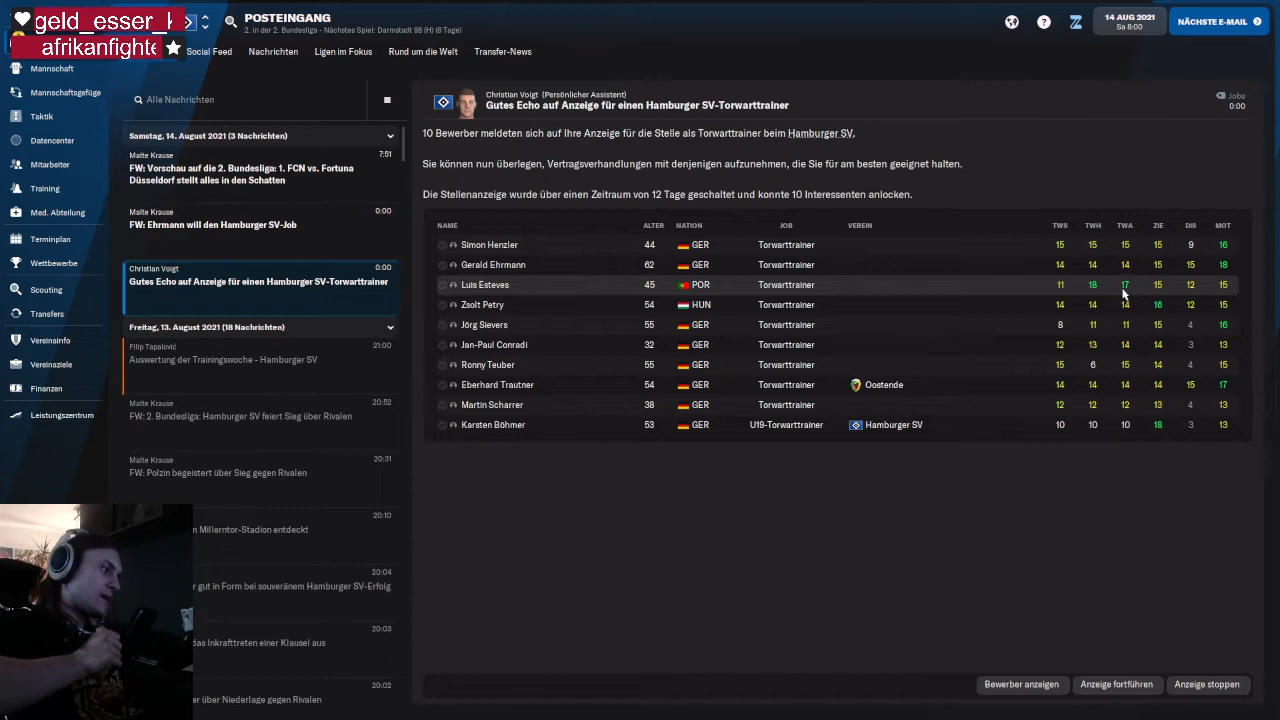 geld_esser_k
afrikanfighte
POSTEINGANG
2. in der 2. Bundesliga - Nächstes Spiel: Darmstadt 98 (H) (8 Tage)
14 AUG 2021
Sa 8:00
NÄCHSTE E-MAIL
Social Feed
Nachrichten
Ligen im Fokus
Rund um die Welt
Transfer-News
Mannschaft
Mannschaftsgefüge
Taktik
Datencenter
Mitarbeiter
Training
Med. Abteilung
Terminplan
Wettbewerbe
Scouting
Transfers
Vereinsinfo
Vereinsziele
Finanzen
Leistungszentrum
Alle Nachrichten
Samstag, 14. August 2021 (3 Nachrichten)
Malte Krause 7:51
FW: Vorschau auf die 2. Bundesliga: 1. FCN vs. Fortuna
Düsseldorf stellt alles in den Schatten
Malte Krause 0:00
FW: Ehrmann will den Hamburger SV-Job
Christian Voigt 0:00
Gutes Echo auf Anzeige für einen Hamburger SV-Torwarttrainer
Freitag, 13. August 2021 (18 Nachrichten)
Filip Tapalović 21:00
Auswertung der Trainingswoche - Hamburger SV
Malte Krause 20:52
FW: 2. Bundesliga: Hamburger SV feiert Sieg über Rivalen
Malte Krause 20:31
FW: Polzin begeistert über Sieg gegen Rivalen
Malte Krause 20:10
m Millerntor-Stadion entdeckt
20:04
r gut in Form bei souveränem Hamburger SV-Erfolg
20:03
das Inkrafttreten einer Klausel aus
20:02
er über Niederlage gegen Rivalen
Christian Voigt (Persönlicher Assistent)
Gutes Echo auf Anzeige für einen Hamburger SV-Torwarttrainer
Jobs
0:00
10 Bewerber meldeten sich auf Ihre Anzeige für die Stelle als Torwarttrainer beim Hamburger SV.
Sie können nun überlegen, Vertragsverhandlungen mit denjenigen aufzunehmen, die Sie für am besten geeignet halten.
Die Stellenanzeige wurde über einen Zeitraum von 12 Tage geschaltet und konnte 10 Interessenten anlocken.
NAME ALTER NATION JOB VEREIN TWS TWH TWA ZIE DIS MOT
Simon Henzler 44 GER Torwarttrainer 15 15 15 15 9 16
Gerald Ehrmann 62 GER Torwarttrainer 14 14 14 15 15 18
Luis Esteves 45 POR Torwarttrainer 11 18 17 15 12 15
Zsolt Petry 54 HUN Torwarttrainer 14 14 14 16 12 15
Jörg Sievers 55 GER Torwarttrainer 8 11 11 15 4 16
Jan-Paul Conradi 32 GER Torwarttrainer 12 13 14 14 3 13
Ronny Teuber 55 GER Torwarttrainer 15 6 15 14 4 15
Eberhard Trautner 54 GER Torwarttrainer Oostende 14 14 14 14 15 17
Martin Scharrer 38 GER Torwarttrainer 12 12 12 13 4 13
Karsten Böhmer 53 GER U19-Torwarttrainer Hamburger SV 10 10 10 18 3 13
Bewerber anzeigen
Anzeige fortführen
Anzeige stoppen